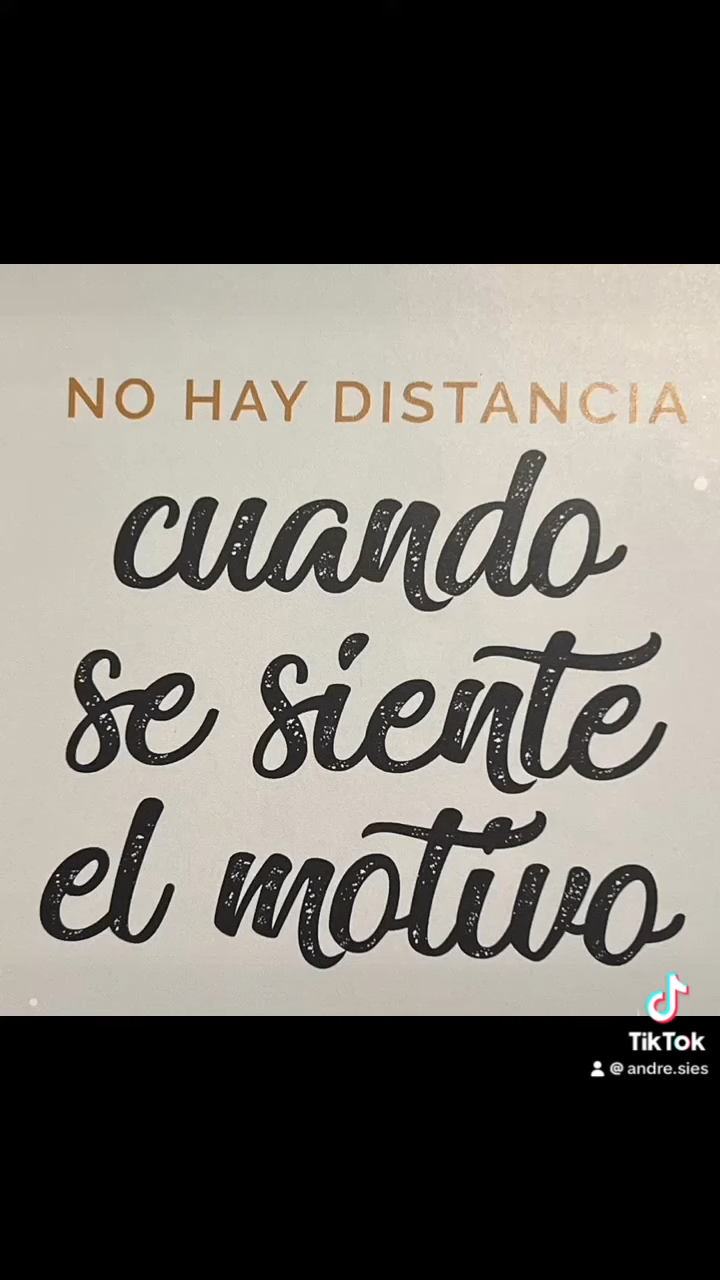 NO HAY DISTANCIA
cuando
se siente
el motivo
TikTok
@andre.sies